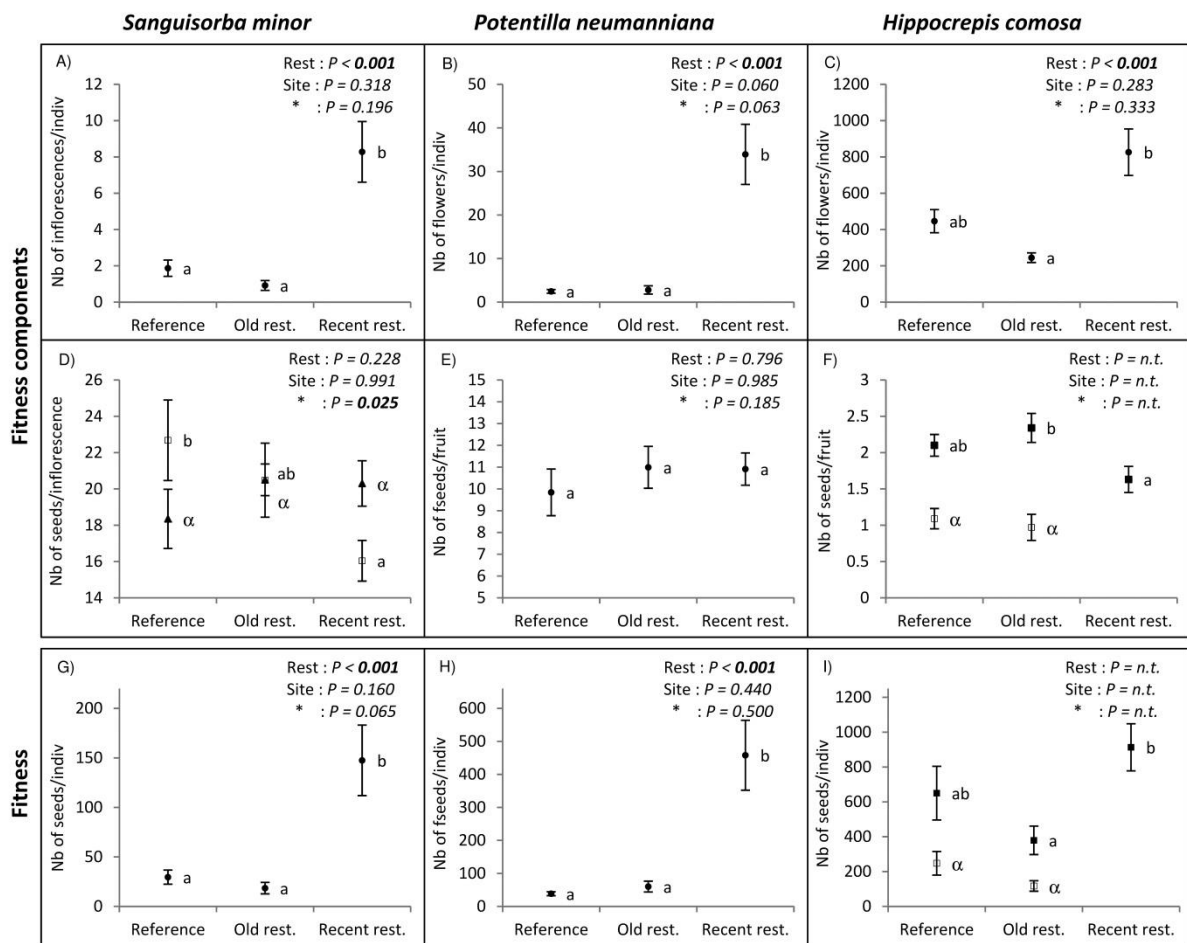 Sanguisorba minor
Potentilla neumanniana
Hippocrepis comosa
Fitness components
A)
Rest : P < 0.001
Site : P = 0.318
* : P = 0.196
Nb of inflorescences/indiv
12
10
8
6
4
2
0
a
a
b
Reference Old rest. Recent rest.
B)
Rest : P < 0.001
Site : P = 0.060
* : P = 0.063
Nb of flowers/indiv
50
40
30
20
10
0
a
a
b
Reference Old rest. Recent rest.
C)
Rest : P < 0.001
Site : P = 0.283
* : P = 0.333
Nb of flowers/indiv
1200
1000
800
600
400
200
0
ab
a
b
Reference Old rest. Recent rest.
D)
Rest : P = 0.228
Site : P = 0.991
* : P = 0.025
Nb of seeds/inflorescence
26
24
22
20
18
16
14
b
α
ab
α
α
a
Reference Old rest. Recent rest.
E)
Rest : P = 0.796
Site : P = 0.985
* : P = 0.185
Nb of fseeds/fruit
15
14
13
12
11
10
9
8
7
6
5
a
a
a
Reference Old rest. Recent rest.
F)
Rest : P = n.t.
Site : P = n.t.
* : P = n.t.
Nb of seeds/fruit
3
2.5
2
1.5
1
0.5
0
ab
α
b
α
a
Reference Old rest. Recent rest.
Fitness
G)
Rest : P < 0.001
Site : P = 0.160
* : P = 0.065
Nb of seeds/indiv
200
150
100
50
0
a
a
b
Reference Old rest. Recent rest.
H)
Rest : P < 0.001
Site : P = 0.440
* : P = 0.500
Nb of fseeds/indiv
600
500
400
300
200
100
0
a
a
b
Reference Old rest. Recent rest.
I)
Rest : P = n.t.
Site : P = n.t.
* : P = n.t.
Nb of seeds/indiv
1200
1000
800
600
400
200
0
ab
α
a
α
b
Reference Old rest. Recent rest.